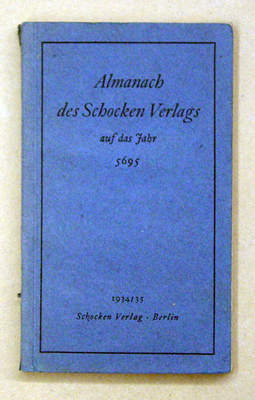 Almanach
des Schocken Verlags
auf das Jahr
5695
1934/35
Schocken Verlag · Berlin